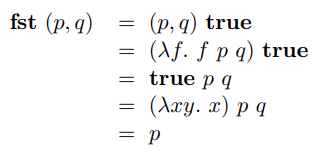 fst (p, q) = (p, q) true
= (λf. f p q) true
= true p q
= (λxy. x) p q
= p